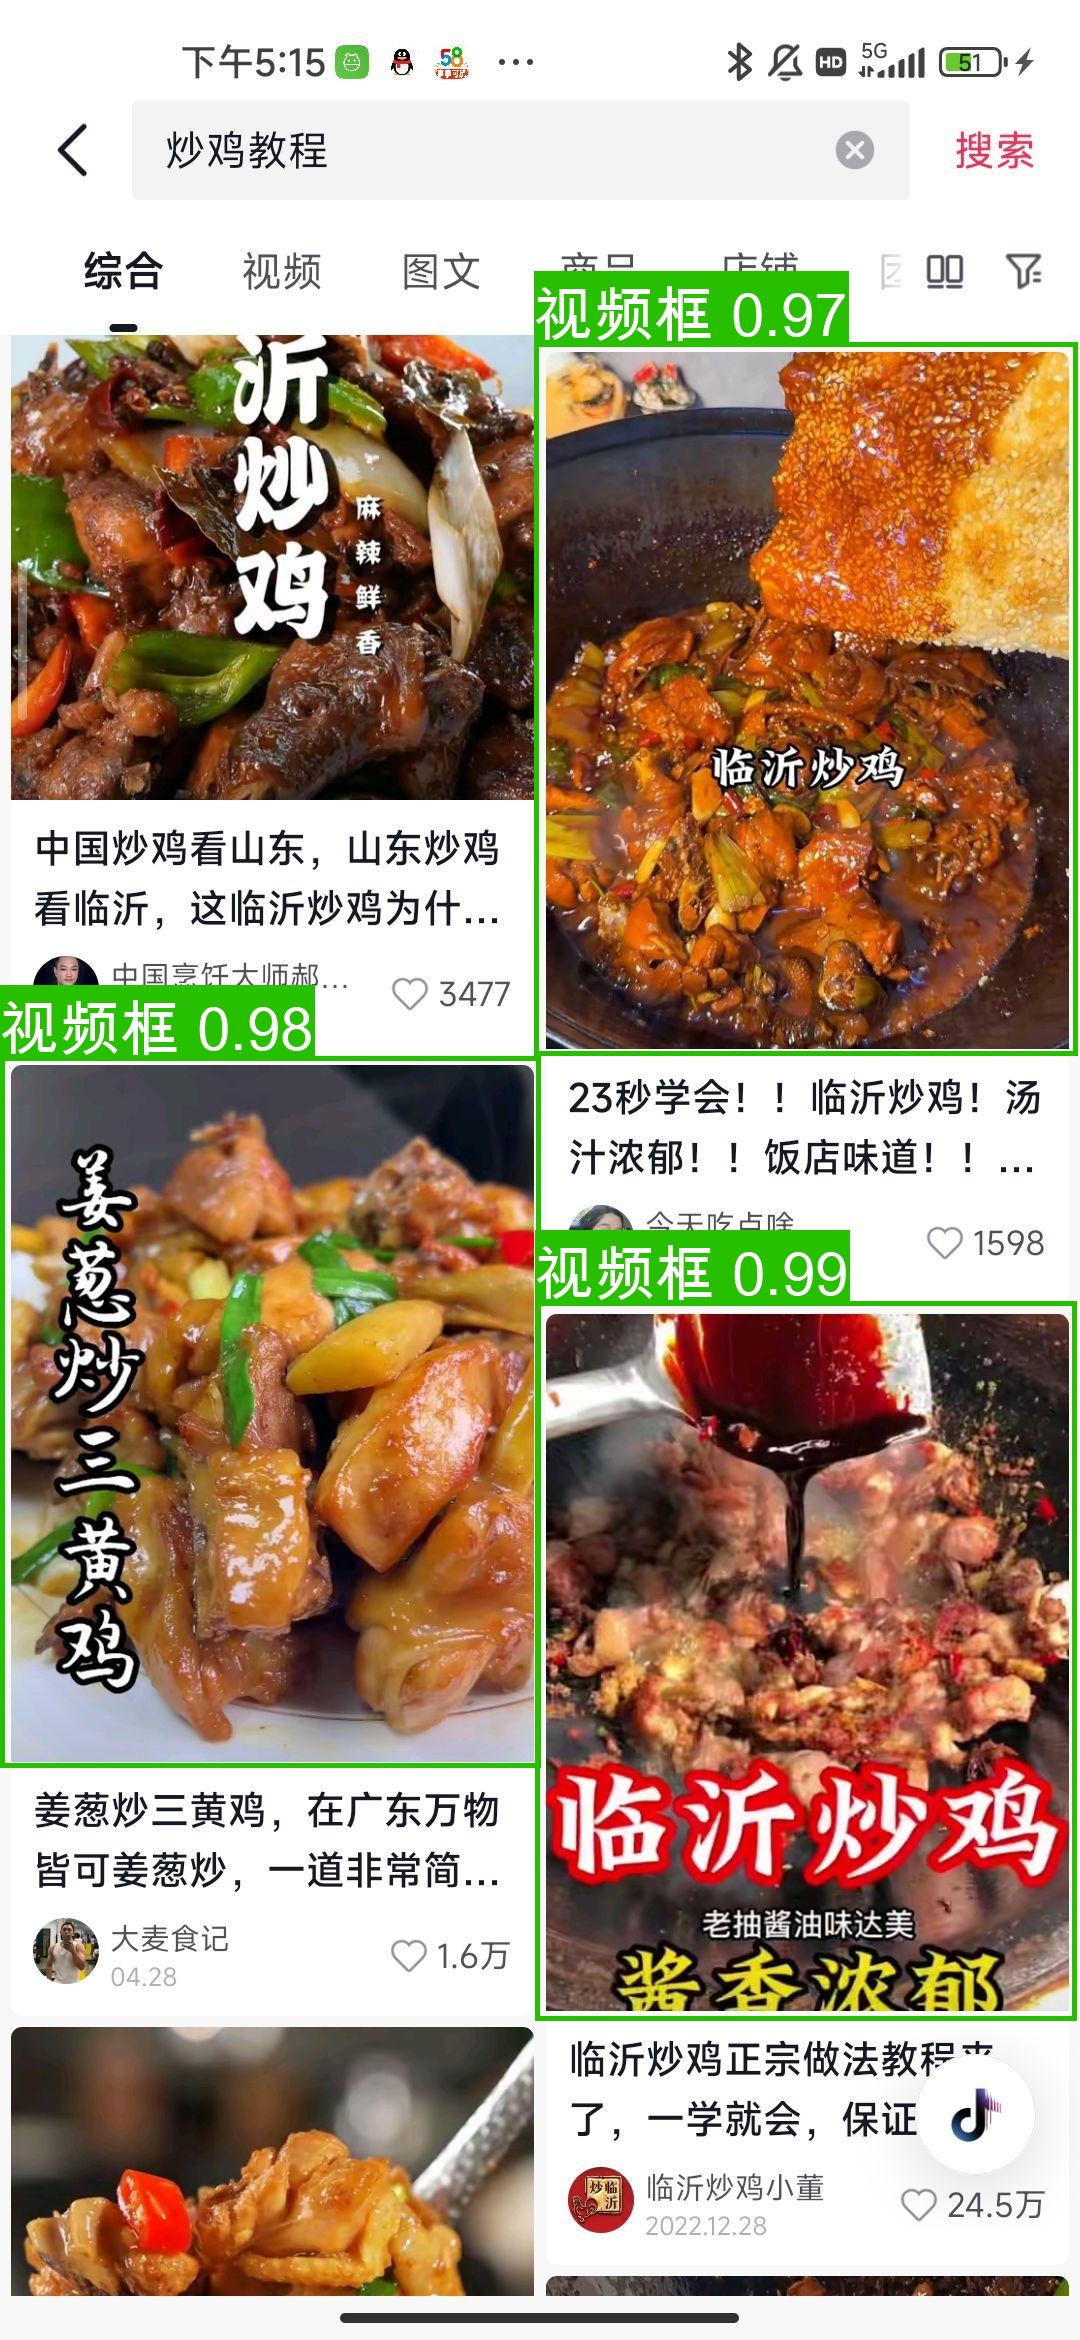 下午5:15
58
...
HD
5G
51
炒鸡教程
搜索
综合
视频
图文
商品
店铺
视频框 0.97
沂炒鸡
麻辣鲜香
临沂炒鸡
中国炒鸡看山东，山东炒鸡
看临沂，这临沂炒鸡为什...
中国烹饪大师郝...
3477
视频框 0.98
姜葱炒三黄鸡
23秒学会！！临沂炒鸡！汤
汁浓郁！！饭店味道！！...
今天吃点啥
1598
视频框 0.99
临沂炒鸡
老抽酱油味达美
酱香浓郁
姜葱炒三黄鸡，在广东万物
皆可姜葱炒，一道非常简...
大麦食记
04.28
1.6万
临沂炒鸡正宗做法教程来
了，一学就会，保证
炒临沂
临沂炒鸡小董
2022.12.28
24.5万